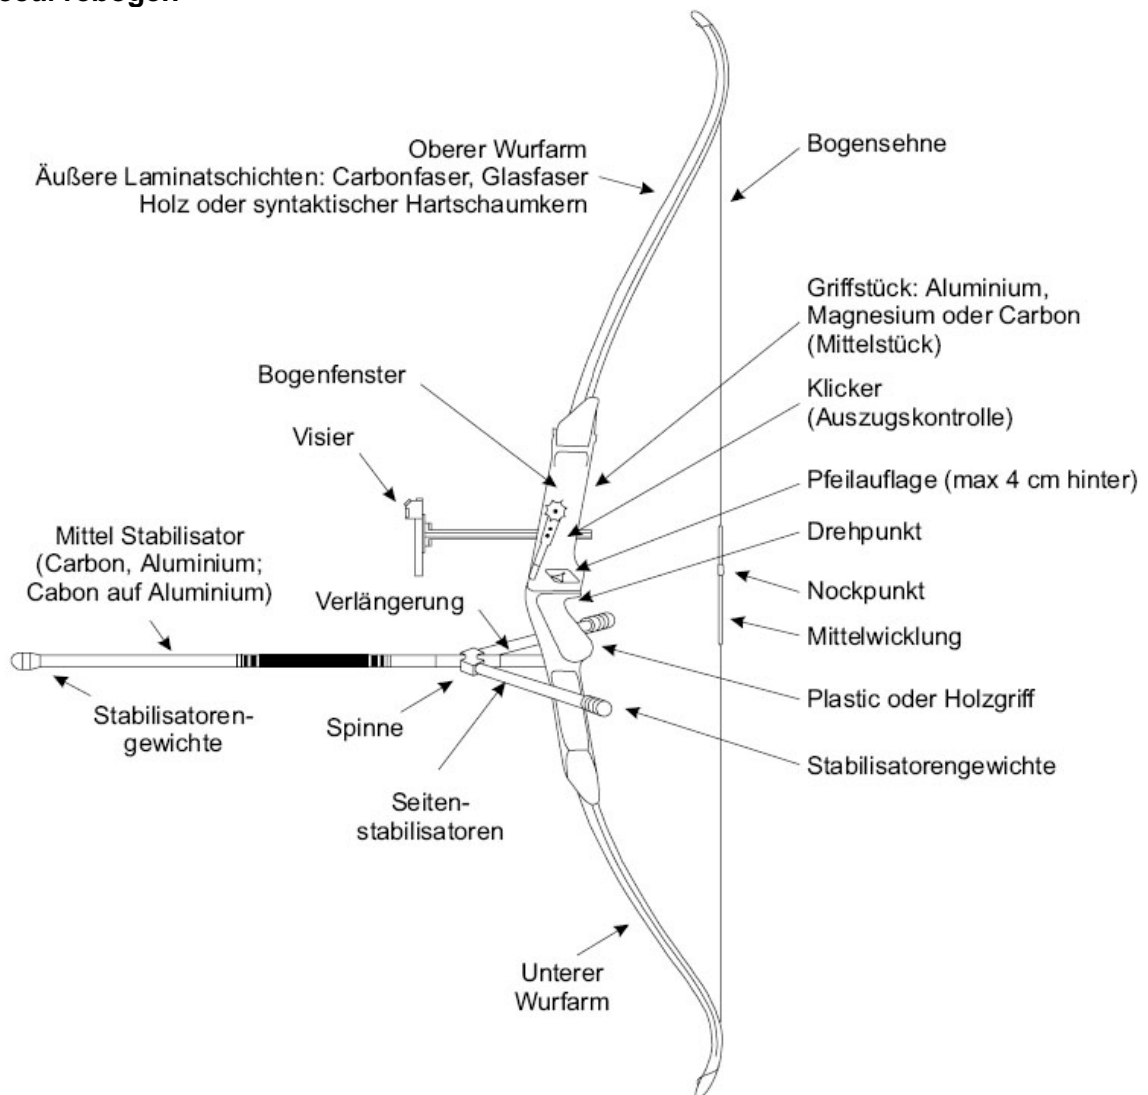 Oberer Wurfarm
Äußere Laminatschichten: Carbonfaser, Glasfaser
Holz oder syntaktischer Hartschaumkern
Bogensehne
Griffstück: Aluminium,
Magnesium oder Carbon
(Mittelstück)
Bogenfenster
Klicker
(Auszugskontrolle)
Visier
Pfeilauflage (max 4 cm hinter)
Mittel Stabilisator
(Carbon, Aluminium;
Cabon auf Aluminium)
Drehpunkt
Verlängerung
Nockpunkt
Mittelwicklung
Stabilisatoren-
gewichte
Spinne
Plastic oder Holzgriff
Stabilisatorengewichte
Seiten-
stabilisatoren
Unterer
Wurfarm